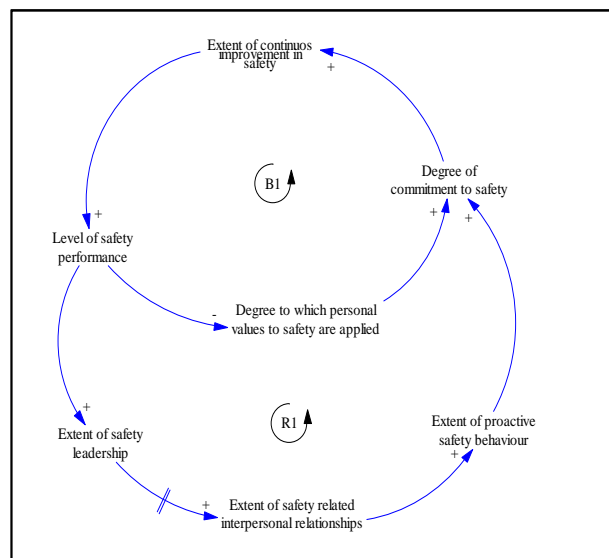 Extent of continuos
improvement in
safety
+
B1
Degree of
commitment to safety
+
+
+
Level of safety
performance
-
Degree to which personal
values to safety are applied
+
R1
Extent of safety
leadership
Extent of proactive
safety behaviour
+
+
Extent of safety related
interpersonal relationships